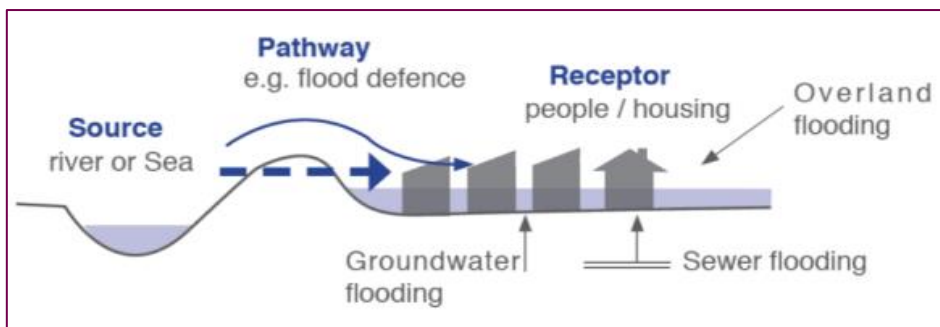 Pathway
e.g. flood defence
Receptor
people / housing
Overland
flooding
Source
river or Sea
Groundwater
flooding
Sewer flooding